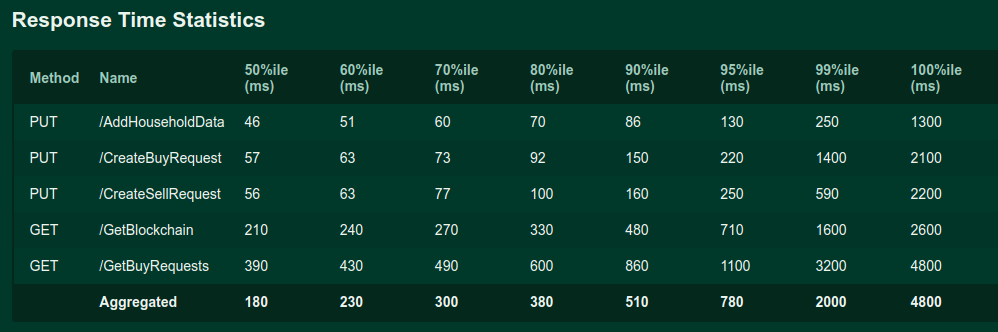 Response Time Statistics
Method Name 50%ile (ms) 60%ile (ms) 70%ile (ms) 80%ile (ms) 90%ile (ms) 95%ile (ms) 99%ile (ms) 100%ile (ms)
PUT /AddHouseholdData 46 51 60 70 86 130 250 1300
PUT /CreateBuyRequest 57 63 73 92 150 220 1400 2100
PUT /CreateSellRequest 56 63 77 100 160 250 590 2200
GET /GetBlockchain 210 240 270 330 480 710 1600 2600
GET /GetBuyRequests 390 430 490 600 860 1100 3200 4800
Aggregated 180 230 300 380 510 780 2000 4800